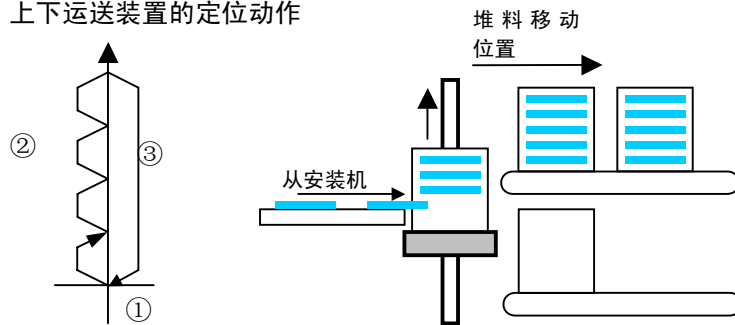 上下运送装置的定位动作
堆料移动
位置
②
③
从安装机
①